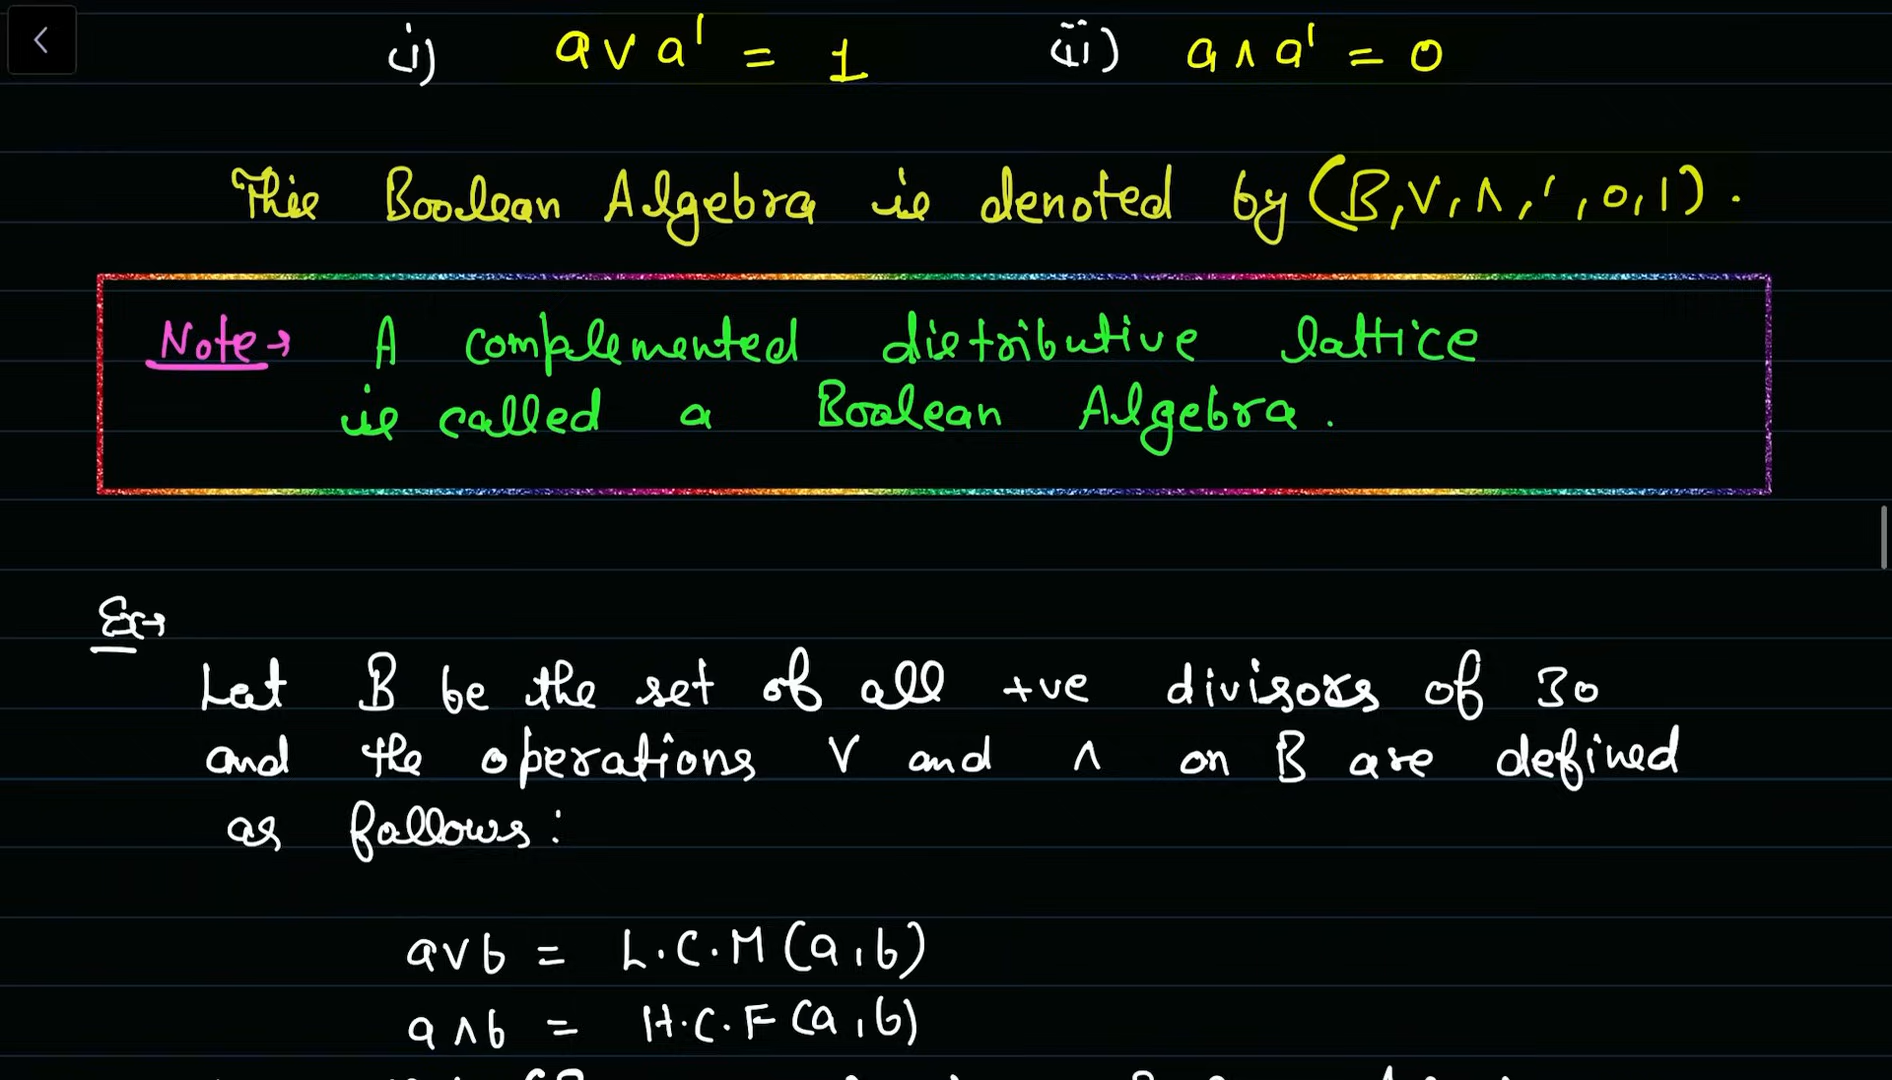 (i) a ∨ a' = 1 (ii) a ∧ a' = 0
This Boolean Algebra is denoted by (B, ∨, ∧, ', 0, 1).
Note→ A complemented distributive lattice
is called a Boolean Algebra.
Ex→
Let B be the set of all +ve divisors of 30
and the operations ∨ and ∧ on B are defined
as follows:
a∨b = L.C.M (a,b)
a∧b = H.C.F (a,b)